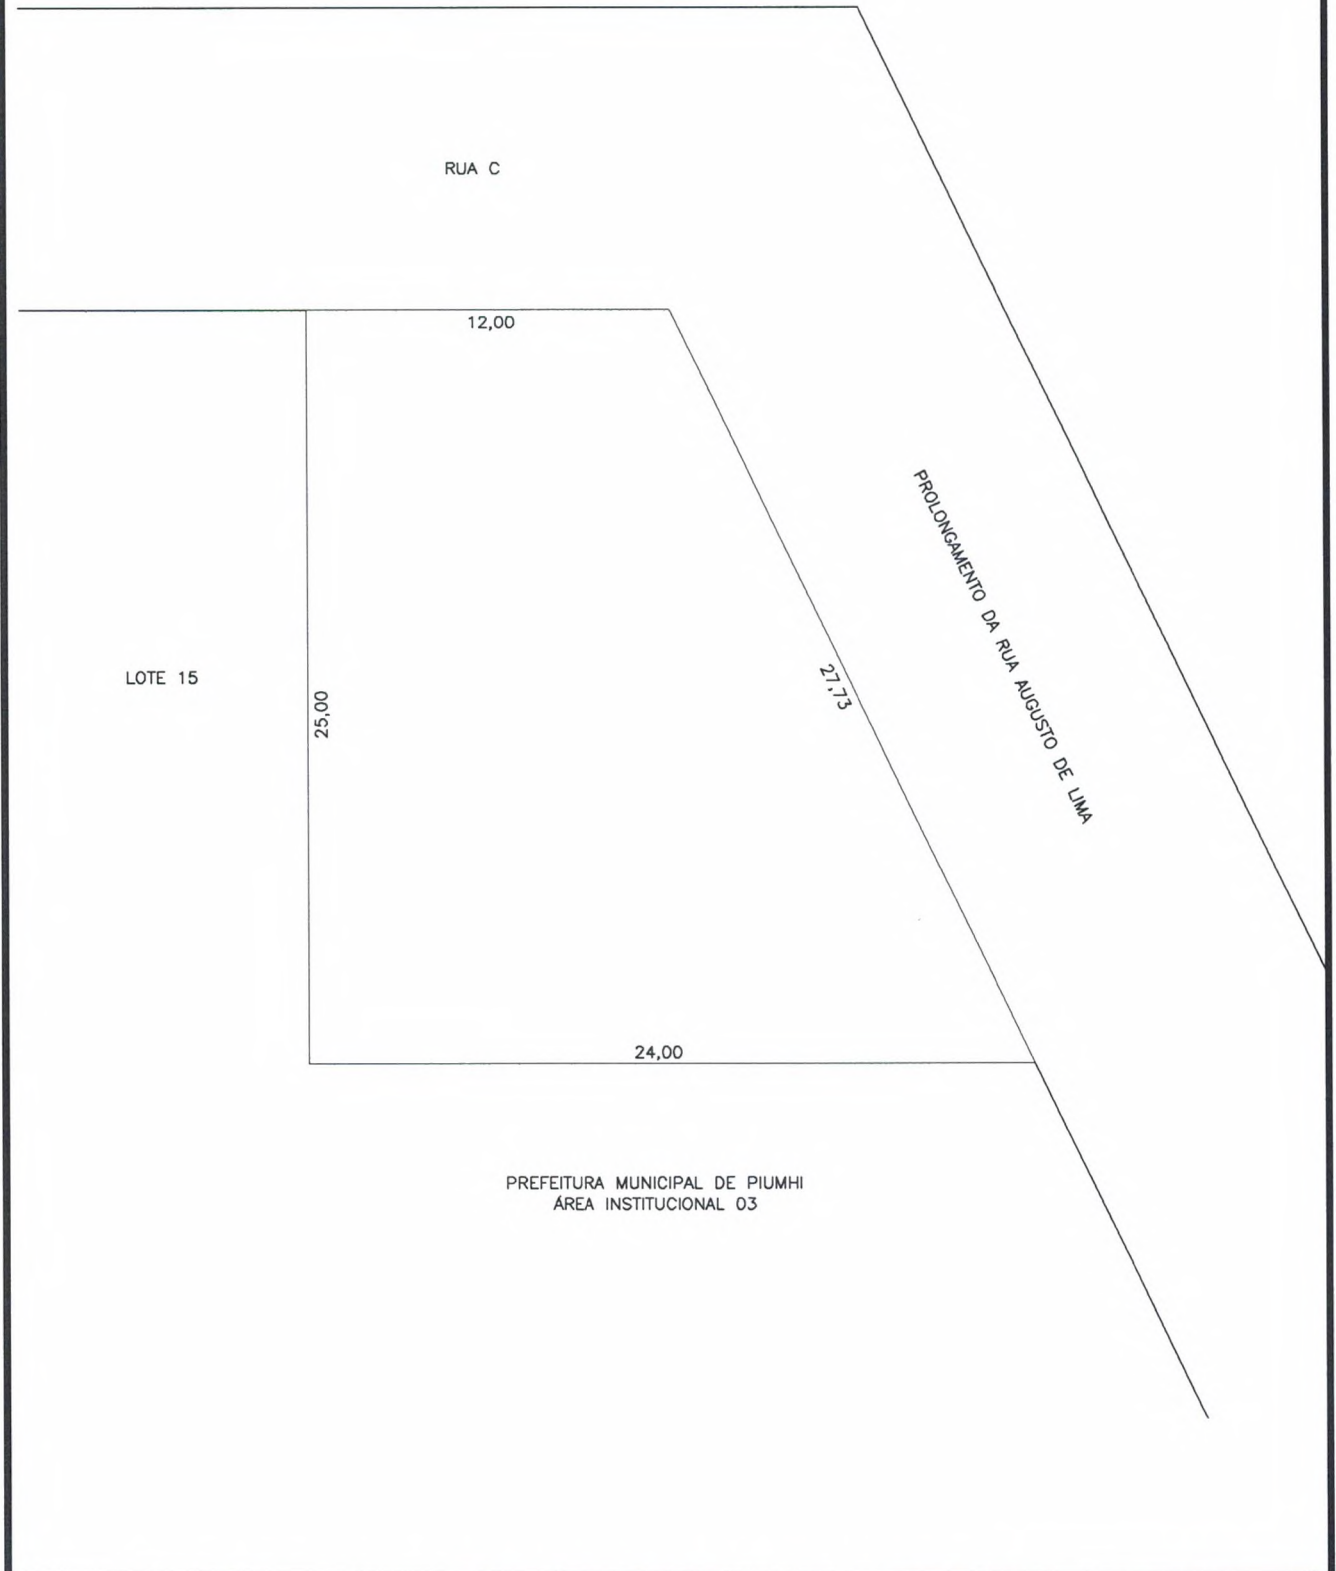 RUA C
12,00
PROLONGAMENTO DA RUA AUGUSTO DE LIMA
27,73
LOTE 15
25,00
24,00
PREFEITURA MUNICIPAL DE PIUMHI
ÁREA INSTITUCIONAL 03